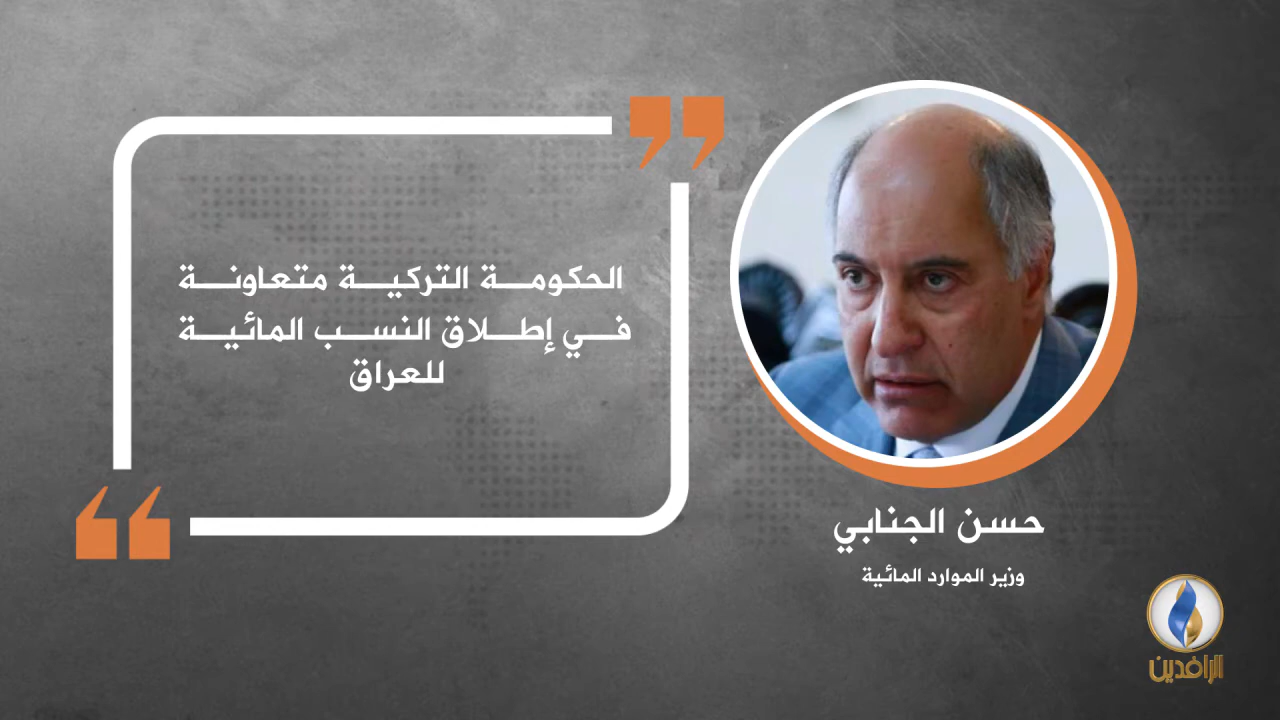 الحكومة التركية متعاونة
في إطلاق النسب المائية
للعراق
حسن الجنابي
وزير الموارد المائية
الرافدين